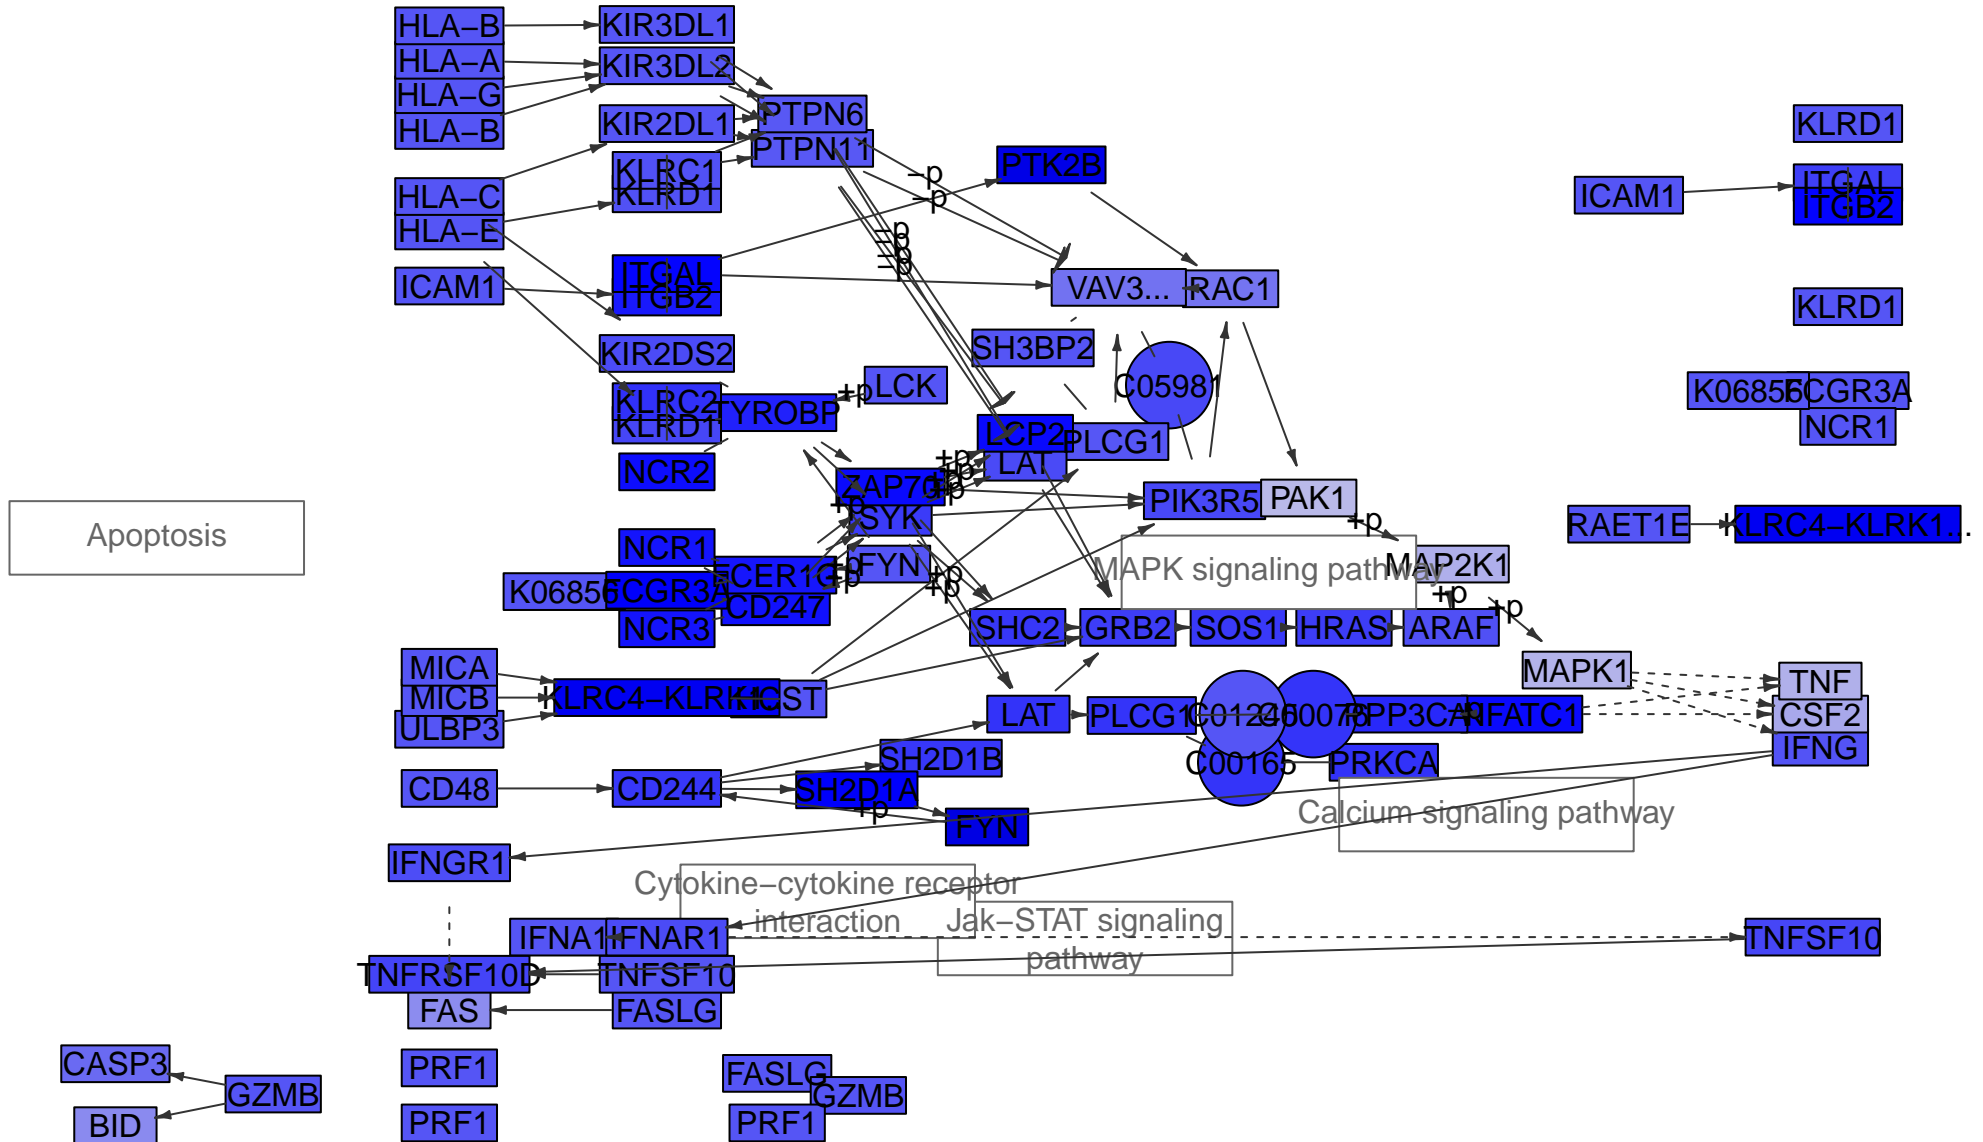 HLA−B
KIR3DL1
HLA−A
KIR3DL2
HLA−G
HLA−B
PTPN6
KIR2DL1
KLRD1
PTPN11
PTK2B
KLRC1
KLRD1
−p
−p
HLA−C
HLA−E
ICAM1
ITGAL
ITGB2
−p
−p
−p
−p
ICAM1
ITGAL
ITGB2
VAV3...
RAC1
KLRD1
KIR2DS2
SH3BP2
LCK
+p
C05981
K06856
FCGR3A
NCR1
KLRC2
KLRD1
TYROBP
LCP2
PLCG1
LAT
NCR2
+p
+p
+p
+p
ZAP70
SYK
+p
PIK3R5
PAK1
+p
RAET1E
KLRC4−KLRK1...
Apoptosis
NCR1
FYN
+p
+p
+p
+p
MAPK signaling pathway
MAP2K1
K06856
FCGR3A
FCER1G
CD247
NCR3
SHC2
GRB2
SOS1
HRAS
ARAF
+p
+p
MICA
MICB
ULBP3
KLRC4−KLRK1...
HCST
MAPK1
TNF
CSF2
IFNG
LAT
PLCG1
C01245
C00076
PPP3CA
−p
NFATC1
C00165
PRKCA
SH2D1B
CD48
CD244
SH2D1A
+p
FYN
Calcium signaling pathway
IFNGR1
Cytokine−cytokine receptor
interaction
Jak−STAT signaling
pathway
IFNA1
IFNAR1
TNFSF10
TNFRSF10D
TNFSF10
FAS
FASLG
CASP3
GZMB
BID
PRF1
PRF1
FASLG
GZMB
PRF1